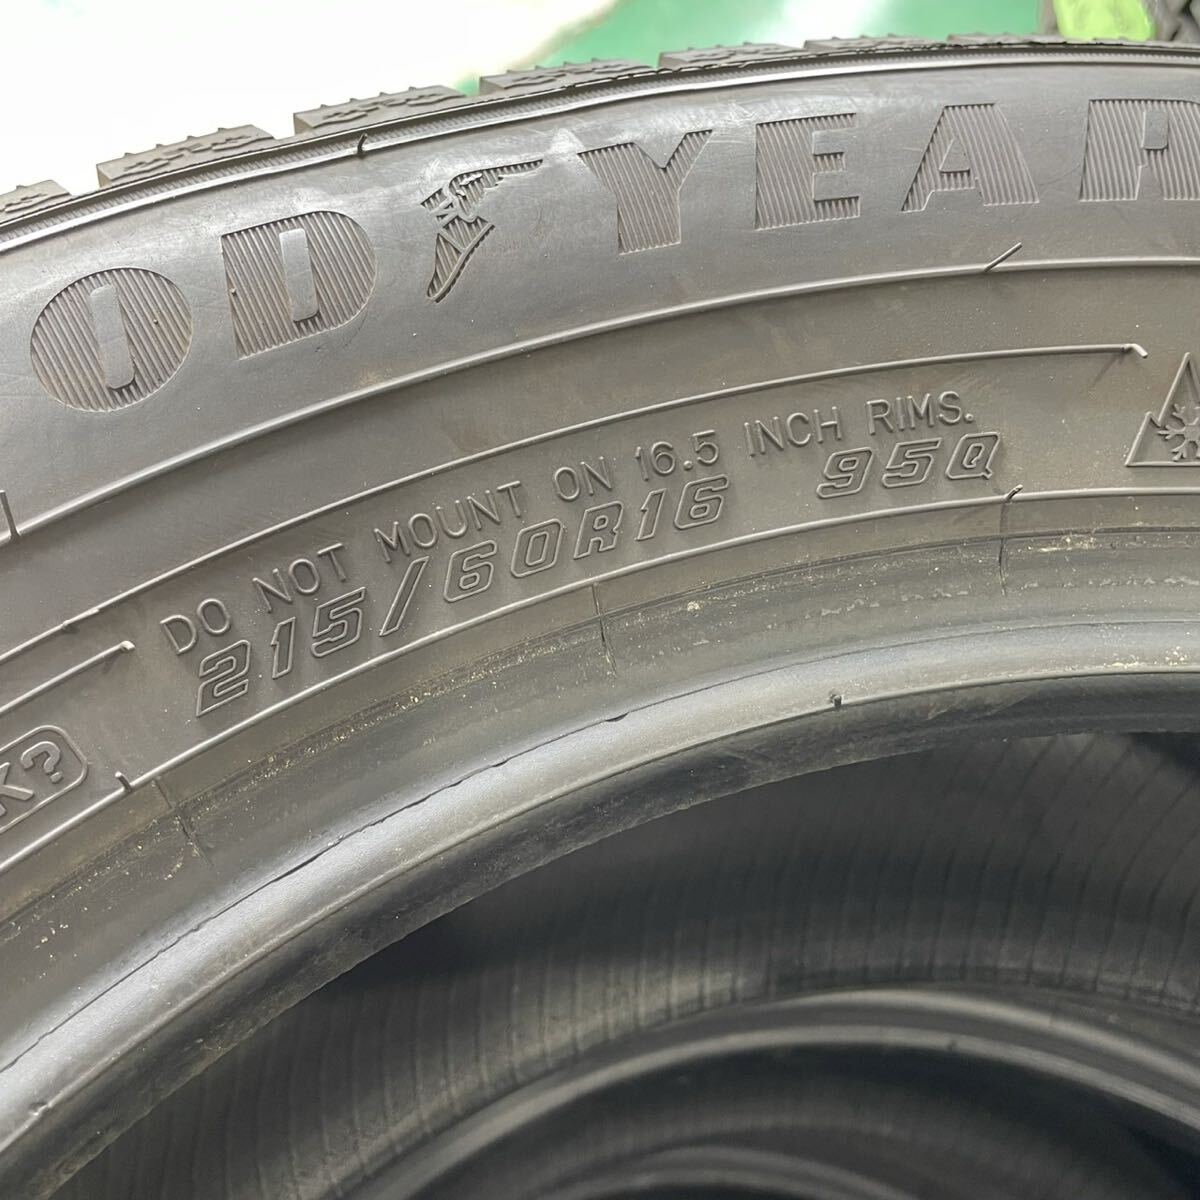 OD YEAR
DO NOT MOUNT ON 16.5 INCH RIMS.
215/60R16 95Q
K?